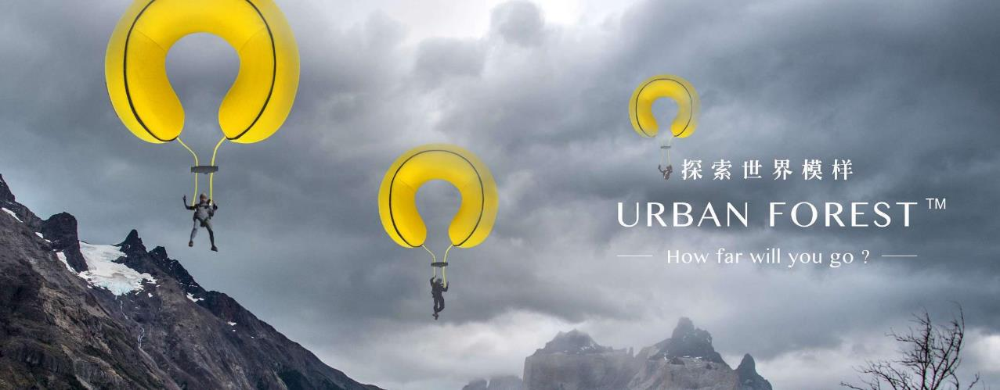 探索世界模样
URBAN FOREST™
How far will you go ?